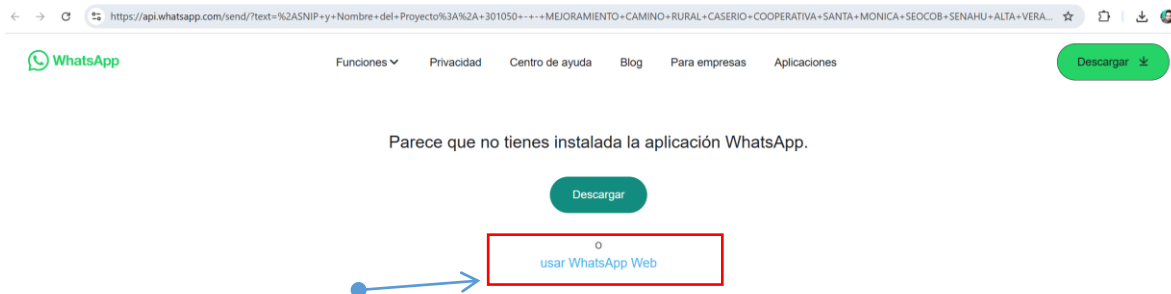 https://api.whatsapp.com/send/?text=%2ASNIP+y+Nombre+del+Proyecto%3A%2A+301050+-+-+MEJORAMIENTO+CAMINO+RURAL+CASERIO+COOPERATIVA+SANTA+MONICA+SEOCOB+SENAHU+ALTA+VERA...
WhatsApp Funciones Privacidad Centro de ayuda Blog Para empresas Aplicaciones Descargar
Parece que no tienes instalada la aplicación WhatsApp.
Descargar
o
usar WhatsApp Web